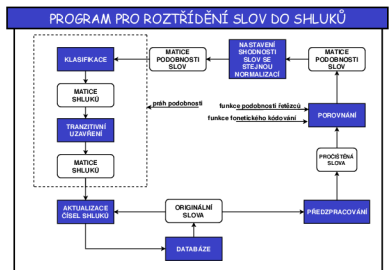 PROGRAM PRO ROZTŘÍDĚNÍ SLOV DO SHLUKŮ
KLASIFIKACE
MATICE
PODOBNOSTI
SLOV
NASTAVENÍ
SHODNOSTI
SLOV SE
STEJNOU
NORMALIZACÍ
MATICE
PODOBNOSTI
SLOV
MATICE
SHLUKŮ
práh podobnosti
funkce podobnosti řetězců
funkce fonetického kódování
POROVNÁNÍ
TRANZITIVNÍ
UZAVŘENÍ
MATICE
SHLUKŮ
PROČIŠTĚNÁ
SLOVA
AKTUALIZACE
ČÍSEL SHLUKŮ
ORIGINÁLNÍ
SLOVA
PŘEDZPRACOVÁNÍ
DATABÁZE